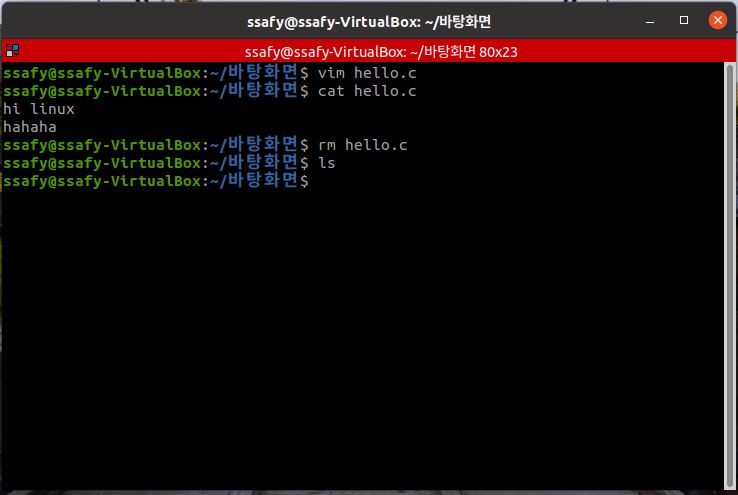 ssafy@ssafy-VirtualBox: ~/바탕화면
ssafy@ssafy-VirtualBox: ~/바탕화면 80x23
ssafy@ssafy-VirtualBox:~/바탕화면$ vim hello.c
ssafy@ssafy-VirtualBox:~/바탕화면$ cat hello.c
hi linux
hahaha
ssafy@ssafy-VirtualBox:~/바탕화면$ rm hello.c
ssafy@ssafy-VirtualBox:~/바탕화면$ ls
ssafy@ssafy-VirtualBox:~/바탕화면$